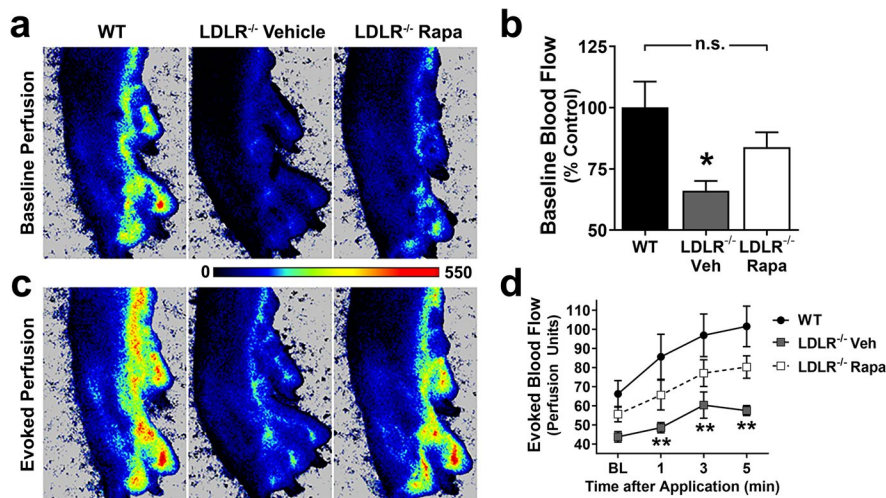 a
WT
LDLR⁻/⁻ Vehicle
LDLR⁻/⁻ Rapa
Baseline Perfusion
b
125
100
75
50
Baseline Blood Flow
(% Control)
n.s.
*
WT
LDLR⁻/⁻
Veh
LDLR⁻/⁻
Rapa
0
550
c
Evoked Perfusion
d
110
100
90
80
70
60
50
40
Evoked Blood Flow
(Perfusion Units)
WT
LDLR⁻/⁻ Veh
LDLR⁻/⁻ Rapa
**
**
**
BL
1
3
5
Time after Application (min)